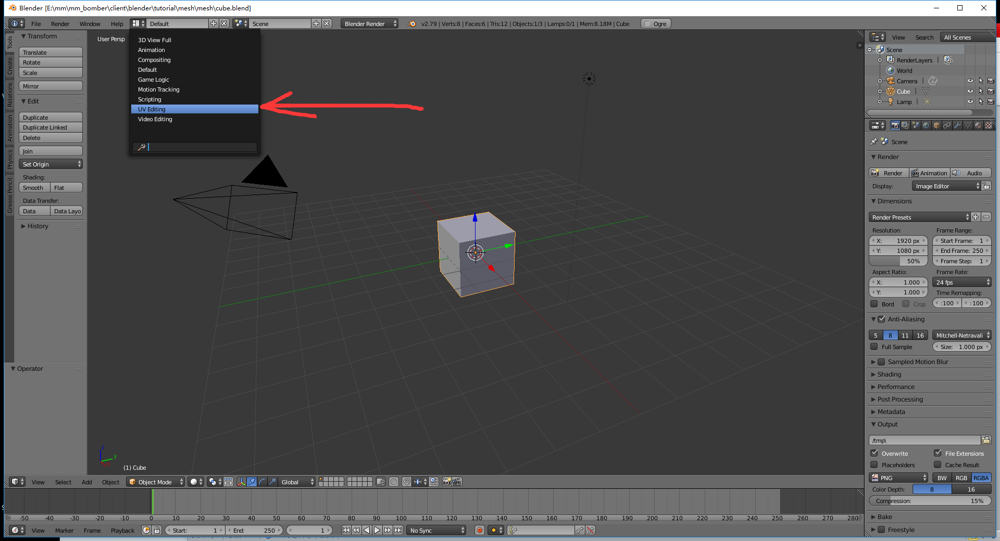 Blender [E:\mm\mm_bomber\client\blender\tutorial\mesh\mesh\cube.blend]
File Render Window Help Default Scene Blender Render v2.79 | Verts:8 | Faces:6 | Tris:12 | Objects:1/3 | Lamps:0/1 | Mem:8.18M | Cube Ogre
User Persp
3D View Full
Animation
Compositing
Default
Game Logic
Motion Tracking
Scripting
UV Editing
Video Editing
Tools
Create
Relations
Animation
Physics
Grease Pencil
Transform
Translate
Rotate
Scale
Mirror
Edit
Duplicate
Duplicate Linked
Delete
Join
Set Origin
Shading:
Smooth Flat
Data Transfer:
Data Data Layo
History
Operator
z
y
(1) Cube
View Select Add Object Object Mode Global
-50 -40 -30 -20 -10 0 10 20 30 40 50 60 70 80 90 100 110 120 130 140 150 160 170 180 190 200 210 220 230 240 250 260 270 280
View Marker Frame Playback Start: 1 End: 250 1 No Sync
View Search All Scenes
Scene
RenderLayers |
World
Camera |
Cube |
Lamp |
Scene
Render
Render Animation Audio
Display: Image Editor
Dimensions
Render Presets
Resolution: Frame Range:
X: 1920 px Start Frame: 1
Y: 1080 px End Frame: 250
50% Frame Step: 1
Aspect Ratio: Frame Rate:
X: 1.000 24 fps
Y: 1.000 Time Remapping:
Bord Crop :100 :100
Anti-Aliasing
5 8 11 16 Mitchell-Netravali
Full Sample Size: 1.000 px
Sampled Motion Blur
Shading
Performance
Post Processing
Metadata
Output
/tmp\
Overwrite File Extensions
Placeholders Cache Result
PNG BW RGB RGBA
Color Depth: 8 16
Compression: 15%
Bake
Freestyle